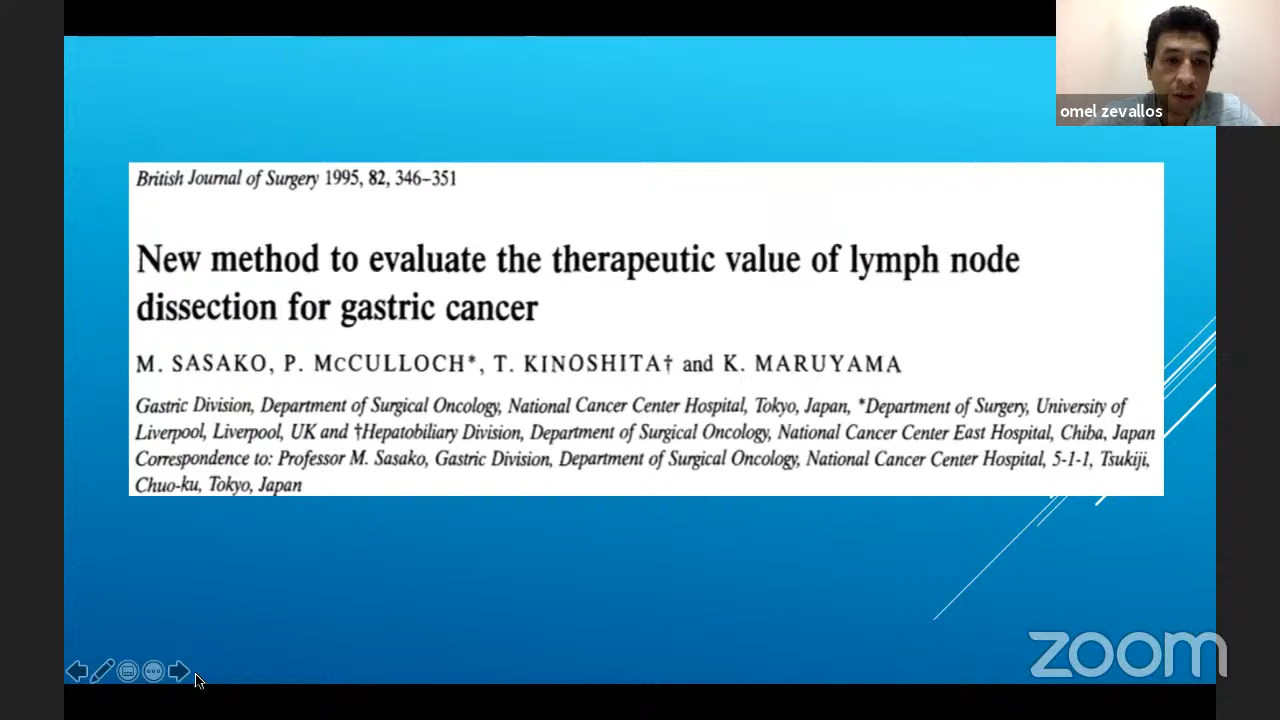 omel zevallos
British Journal of Surgery 1995, 82, 346–351
New method to evaluate the therapeutic value of lymph node
dissection for gastric cancer
M. SASAKO, P. McCULLOCH*, T. KINOSHITA† and K. MARUYAMA
Gastric Division, Department of Surgical Oncology, National Cancer Center Hospital, Tokyo, Japan, *Department of Surgery, University of
Liverpool, Liverpool, UK and †Hepatobiliary Division, Department of Surgical Oncology, National Cancer Center East Hospital, Chiba, Japan
Correspondence to: Professor M. Sasako, Gastric Division, Department of Surgical Oncology, National Cancer Center Hospital, 5-1-1, Tsukiji,
Chuo-ku, Tokyo, Japan
zoom